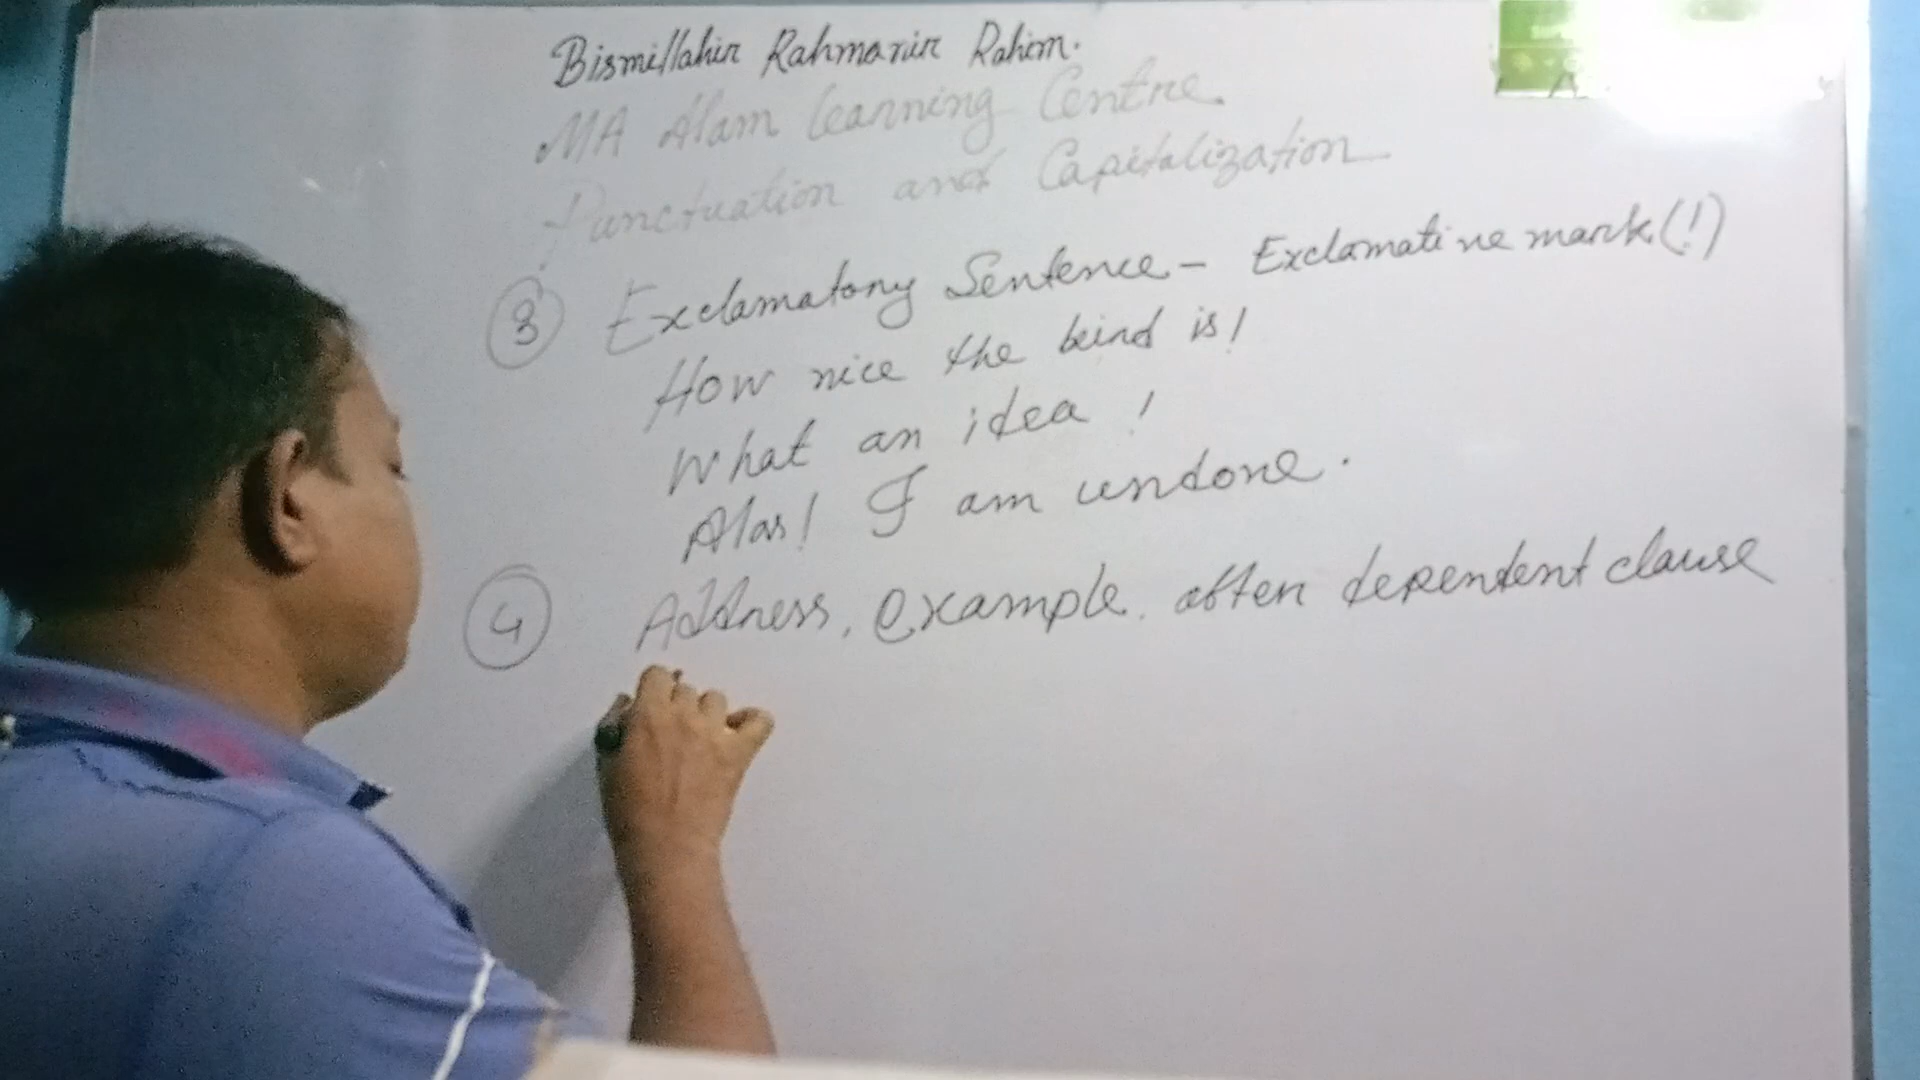 Bismillahir Rahmanir Rahim.
MA Alam Learning Centre
Punctuation and Capitalization
3 Exclamatory Sentence - Exclamative mark (!)
How nice the beird is!
What an idea!
Alas! I am undone.
4 Address, example, after dependent clause